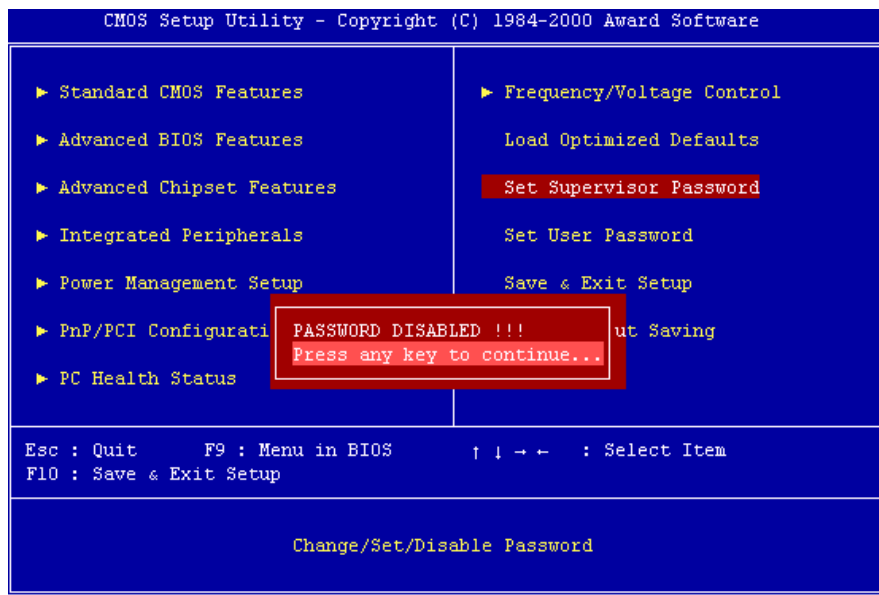 CMOS Setup Utility - Copyright (C) 1984-2000 Award Software
► Standard CMOS Features
► Advanced BIOS Features
► Advanced Chipset Features
► Integrated Peripherals
► Power Management Setup
► PnP/PCI Configurati
► PC Health Status
► Frequency/Voltage Control
Load Optimized Defaults
Set Supervisor Password
Set User Password
Save & Exit Setup
ut Saving
PASSWORD DISABLED !!!
Press any key to continue...
Esc : Quit F9 : Menu in BIOS ↑ ↓ → ← : Select Item
F10 : Save & Exit Setup
Change/Set/Disable Password